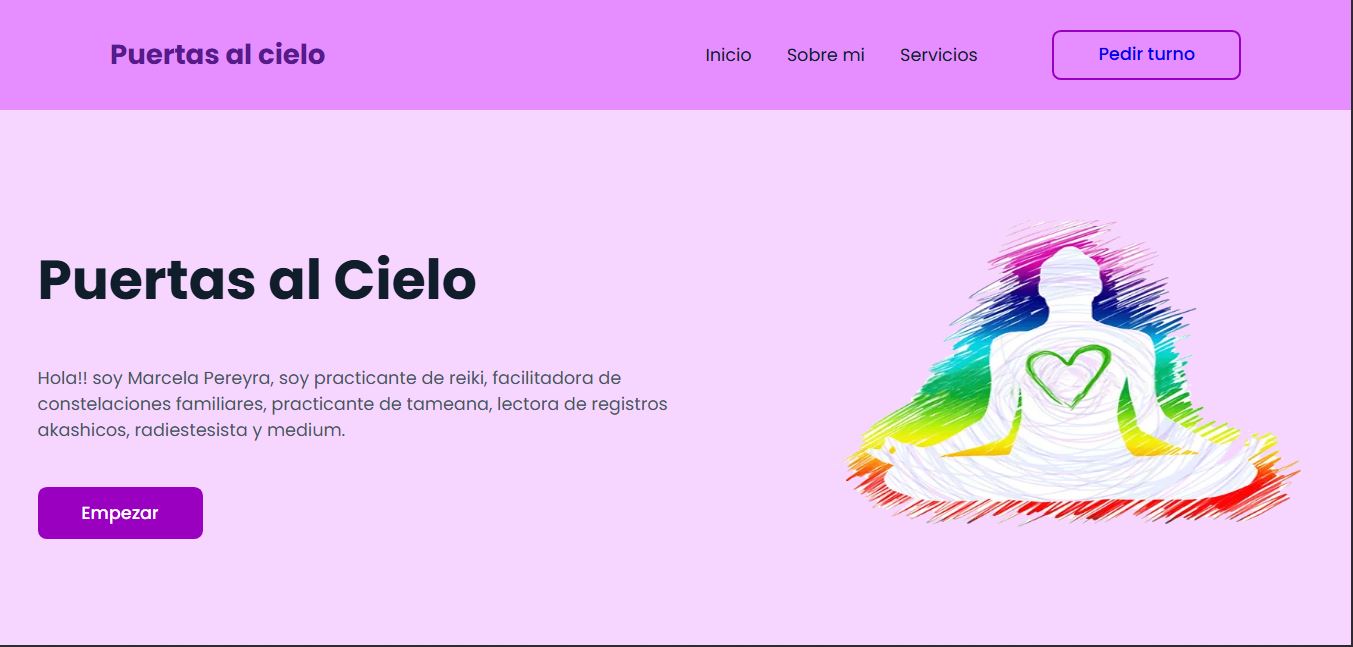 Puertas al cielo
Inicio Sobre mi Servicios Pedir turno
Puertas al Cielo
Hola!! soy Marcela Pereyra, soy practicante de reiki, facilitadora de
constelaciones familiares, practicante de tameana, lectora de registros
akashicos, radiestesista y medium.
Empezar